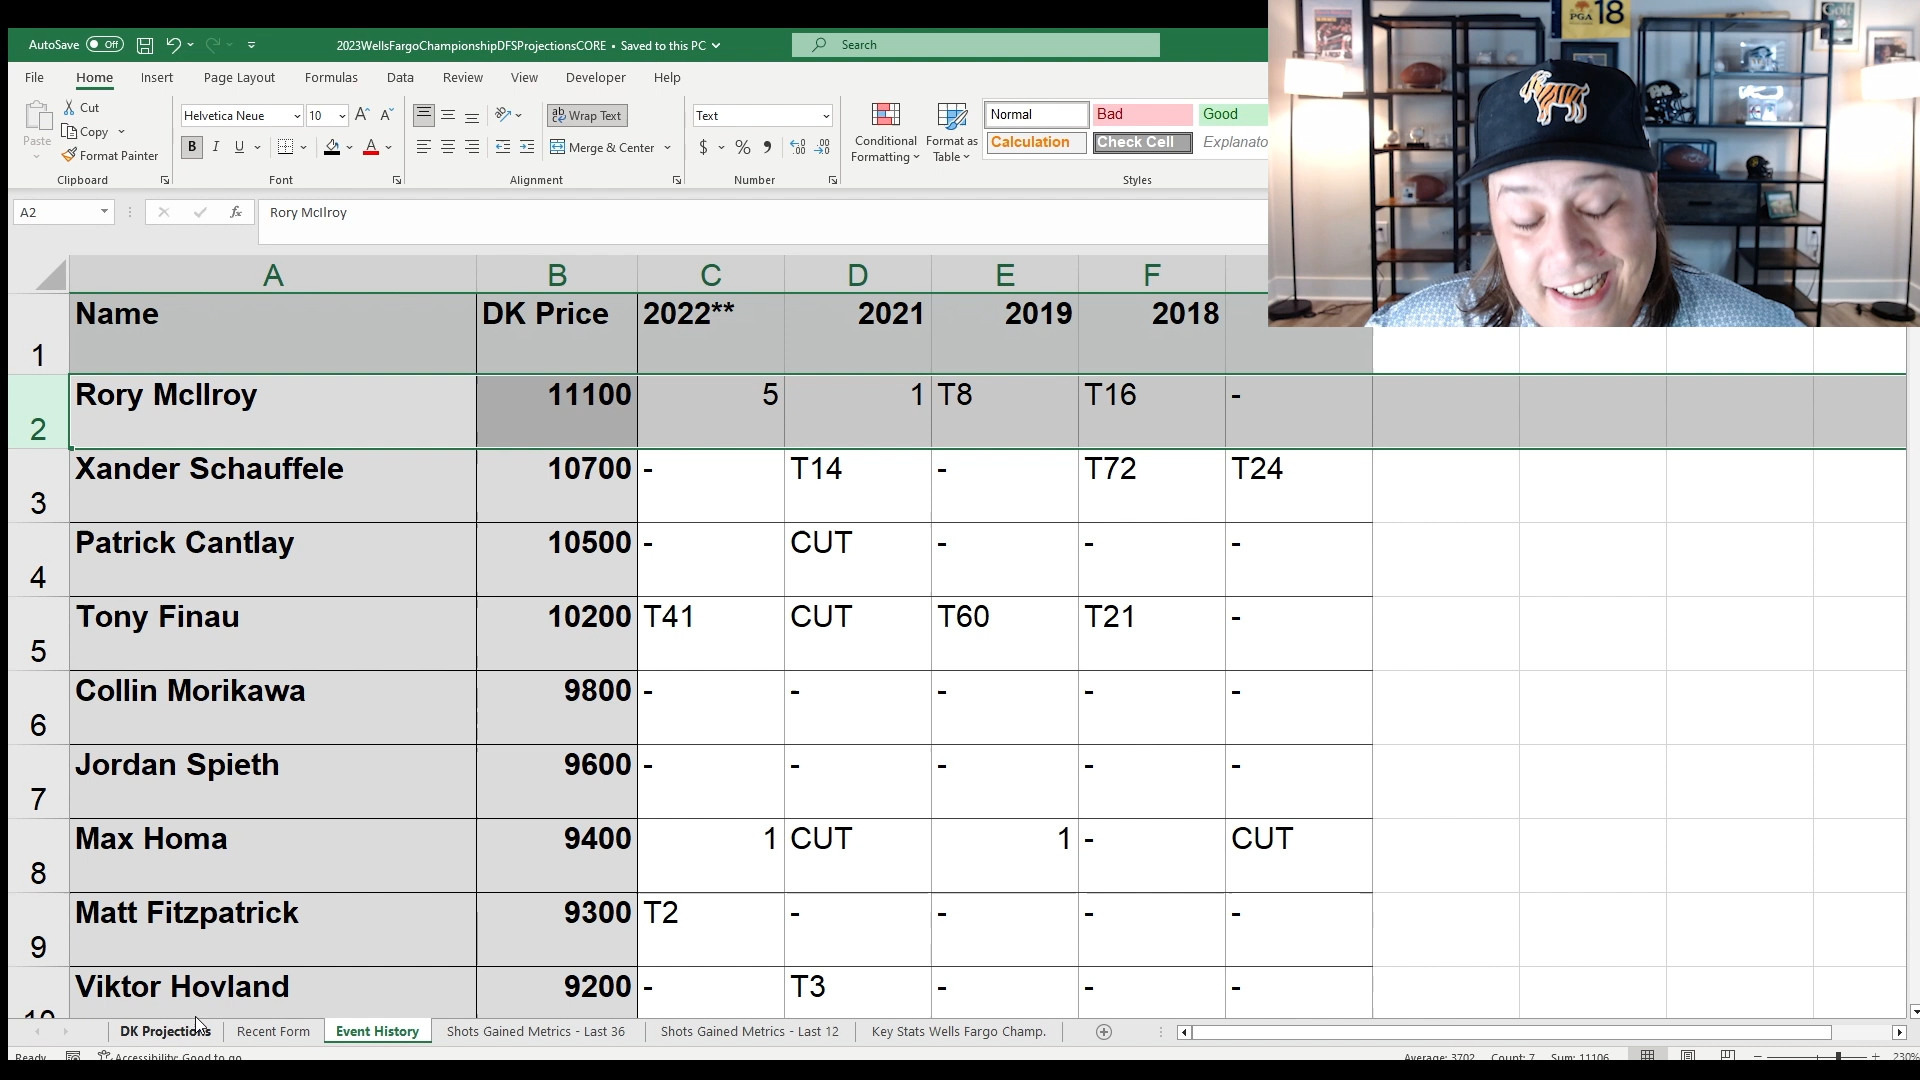 AutoSave Off 2023WellsFargoChampionshipDFSProjectionsCORE • Saved to this PC Search
File Home Insert Page Layout Formulas Data Review View Developer Help
Paste Cut Copy Format Painter Clipboard
Helvetica Neue 10 B I U A A Font
Wrap Text Merge & Center Alignment
Text $ % Number
Conditional Formatting Format as Table
Normal Bad Good
Calculation Check Cell Explanato
Styles
A2 fx Rory McIlroy
A B C D E F
1 Name DK Price 2022** 2021 2019 2018
2 Rory McIlroy 11100 5 1 T8 T16 -
3 Xander Schauffele 10700 - T14 - T72 T24
4 Patrick Cantlay 10500 - CUT - - -
5 Tony Finau 10200 T41 CUT T60 T21 -
6 Collin Morikawa 9800 - - - - -
7 Jordan Spieth 9600 - - - - -
8 Max Homa 9400 1 CUT 1 - CUT
9 Matt Fitzpatrick 9300 T2 - - - -
10 Viktor Hovland 9200 - T3 - - -
DK Projections Recent Form Event History Shots Gained Metrics - Last 36 Shots Gained Metrics - Last 12 Key Stats Wells Fargo Champ.
Ready Accessibility: Good to go Average: 3702 Count: 7 Sum: 11106 230%
PGA 18
Golf